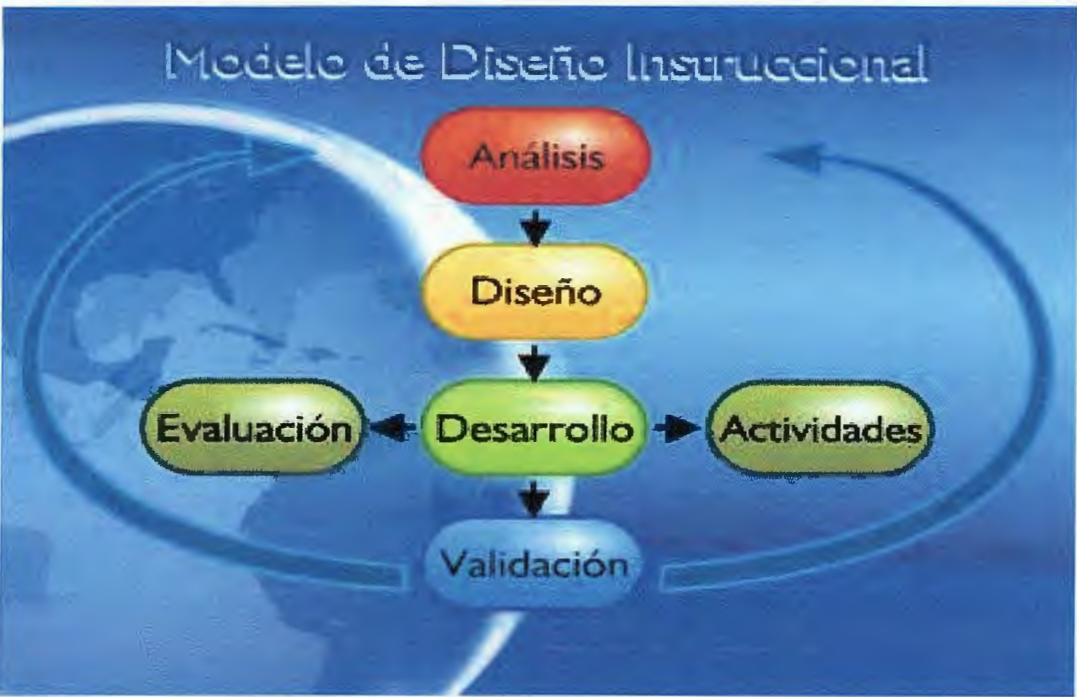 Modelo de Diseño Instruccional
Análisis
Diseño
Evaluación
Desarrollo
Actividades
Validación